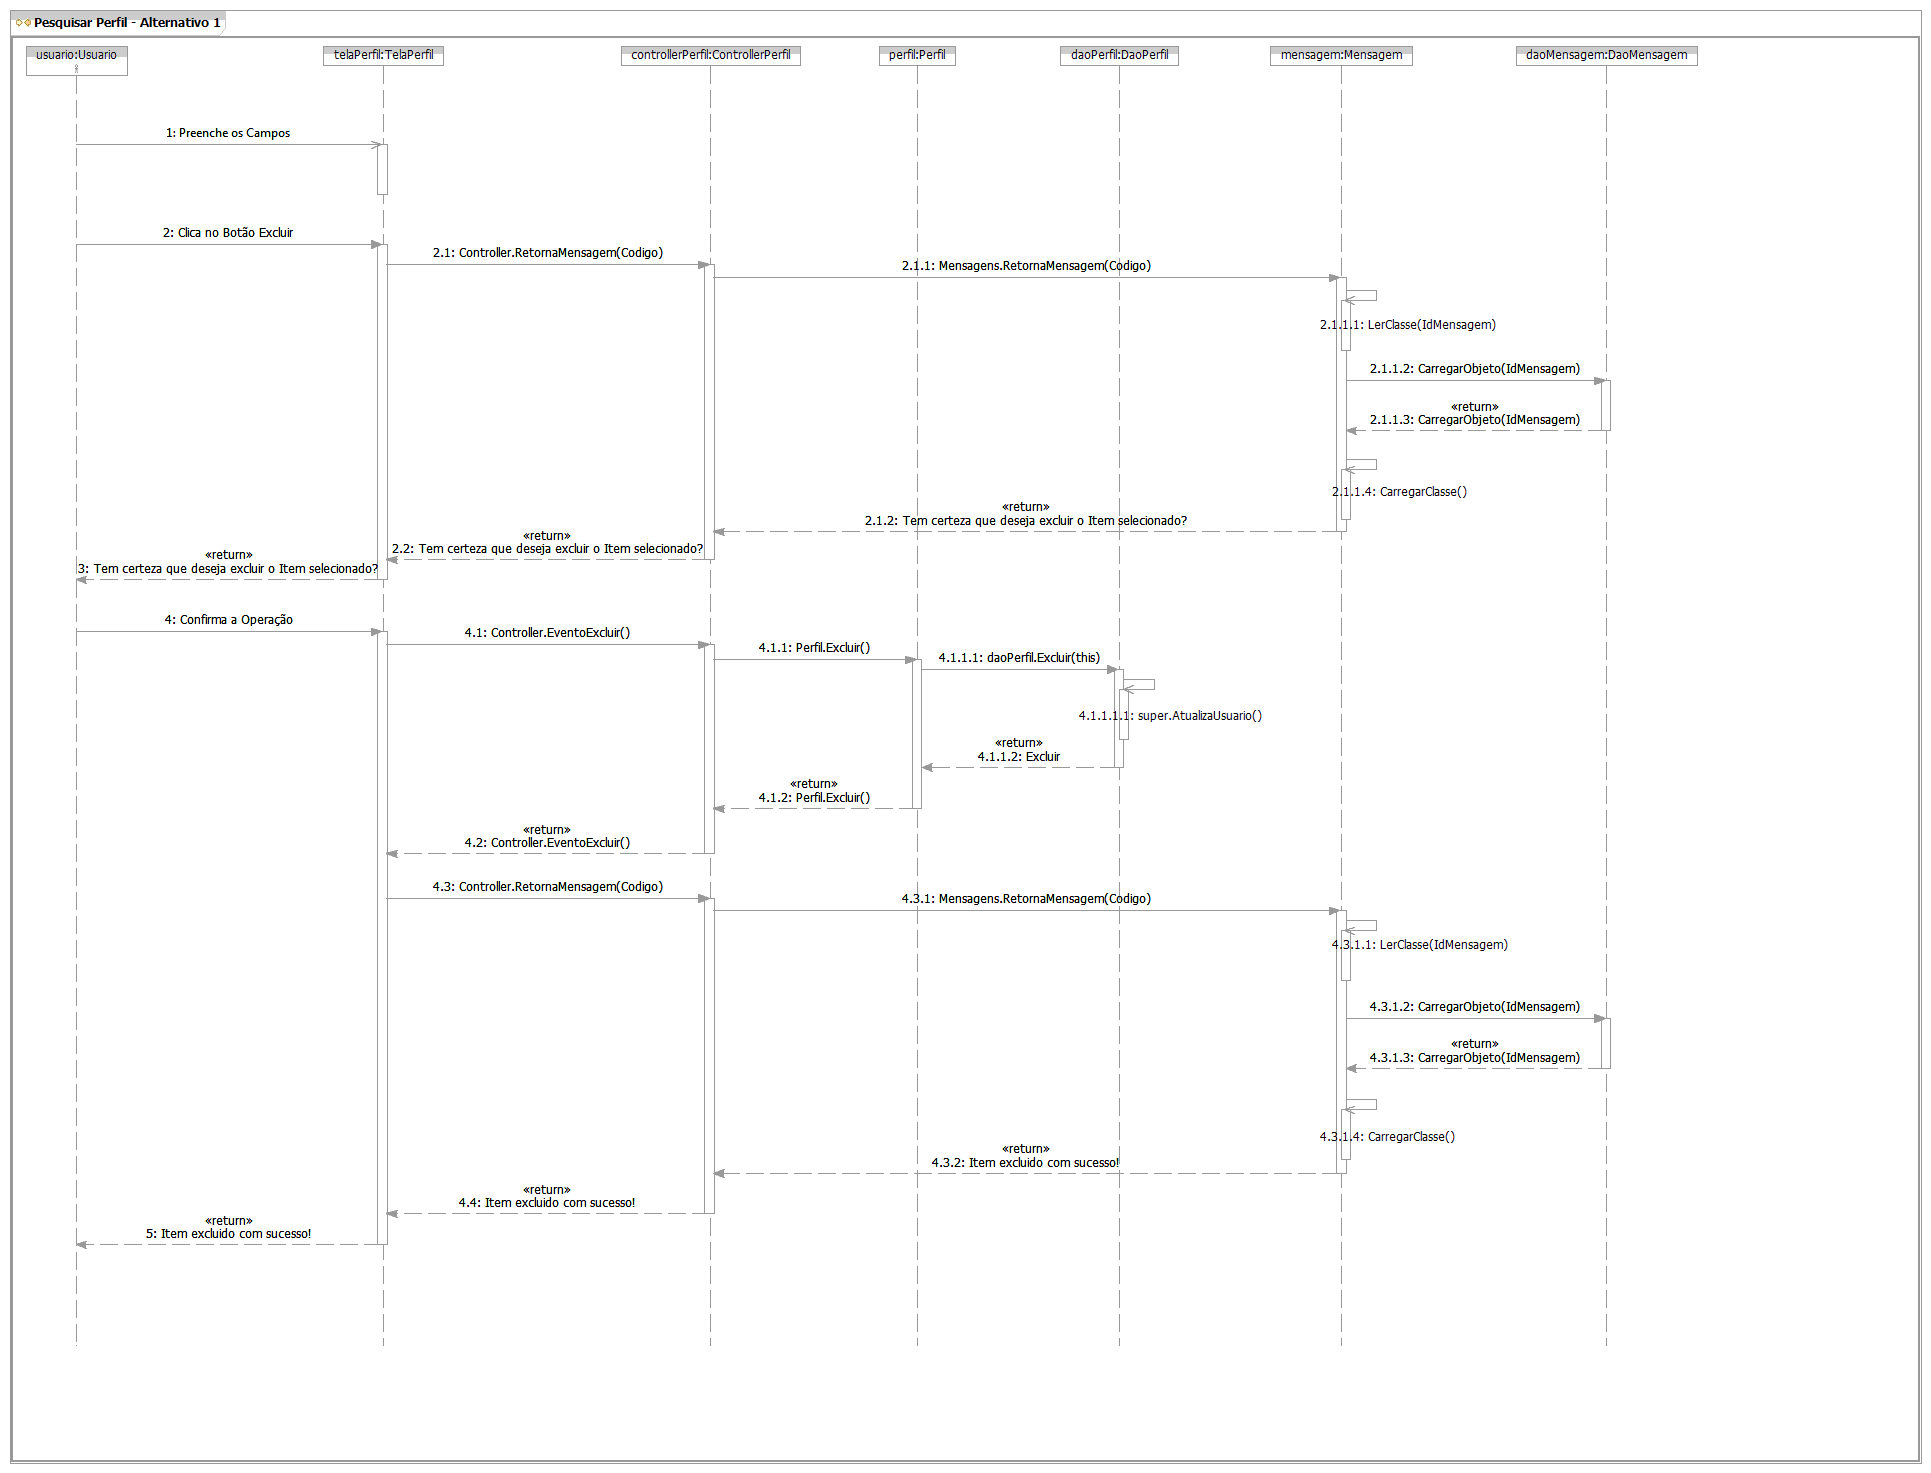 Pesquisar Perfil - Alternativo 1
usuario:Usuario
telaPerfil:TelaPerfil
controllerPerfil:ControllerPerfil
perfil:Perfil
daoPerfil:DaoPerfil
mensagem:Mensagem
daoMensagem:DaoMensagem
1: Preenche os Campos
2: Clica no Botão Excluir
2.1: Controller.RetornaMensagem(Codigo)
2.1.1: Mensagens.RetornaMensagem(Codigo)
2.1.1.1: LerClasse(IdMensagem)
2.1.1.2: CarregarObjeto(IdMensagem)
«return»
2.1.1.3: CarregarObjeto(IdMensagem)
2.1.1.4: CarregarClasse()
«return»
2.1.2: Tem certeza que deseja excluir o Item selecionado?
«return»
2.2: Tem certeza que deseja excluir o Item selecionado?
«return»
3: Tem certeza que deseja excluir o Item selecionado?
4: Confirma a Operação
4.1: Controller.EventoExcluir()
4.1.1: Perfil.Excluir()
4.1.1.1: daoPerfil.Excluir(this)
4.1.1.1.1: super.AtualizaUsuario()
«return»
4.1.1.2: Excluir
«return»
4.1.2: Perfil.Excluir()
«return»
4.2: Controller.EventoExcluir()
4.3: Controller.RetornaMensagem(Codigo)
4.3.1: Mensagens.RetornaMensagem(Codigo)
4.3.1.1: LerClasse(IdMensagem)
4.3.1.2: CarregarObjeto(IdMensagem)
«return»
4.3.1.3: CarregarObjeto(IdMensagem)
4.3.1.4: CarregarClasse()
«return»
4.3.2: Item excluido com sucesso!
«return»
4.4: Item excluido com sucesso!
«return»
5: Item excluido com sucesso!